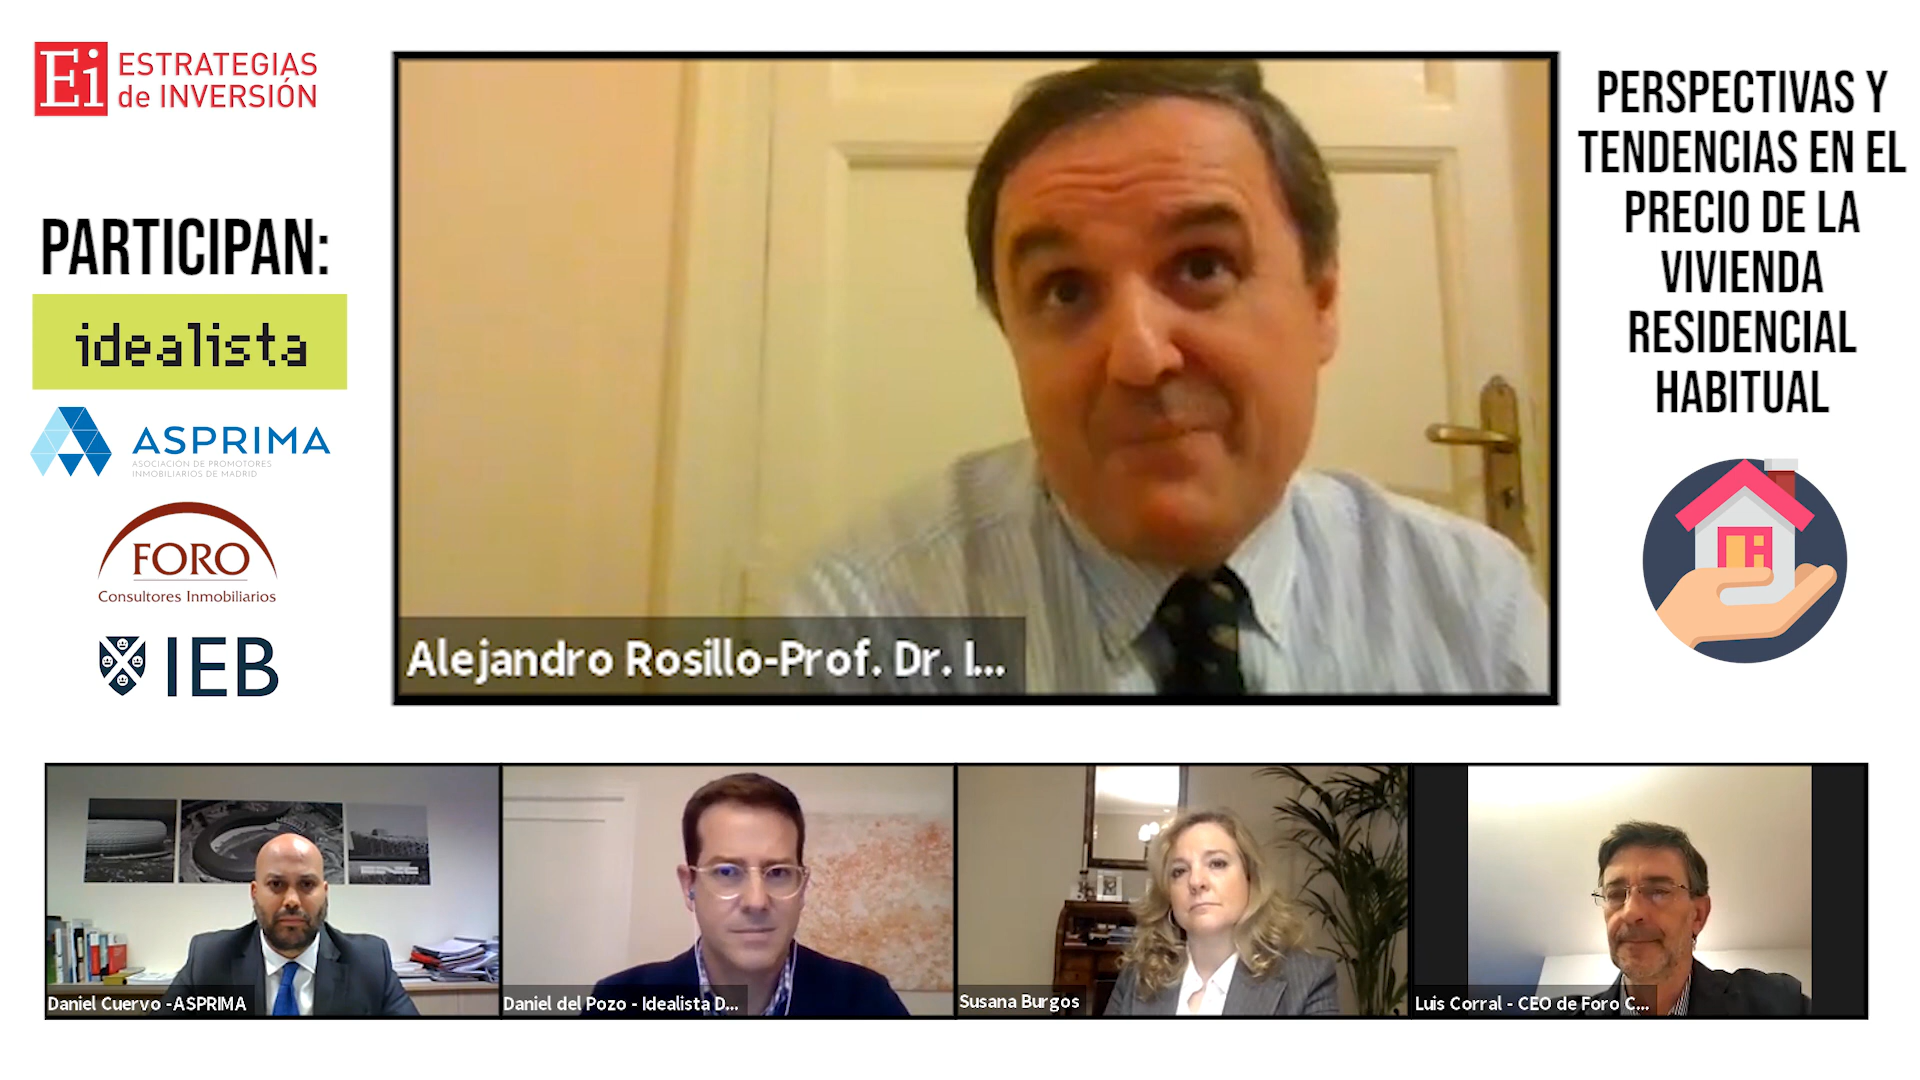 Ei ESTRATEGIAS
de INVERSIÓN
PARTICIPAN:
idealista
ASPRIMA
ASOCIACIÓN DE PROMOTORES
INMOBILIARIOS DE MADRID
FORO
Consultores Inmobiliarios
IEB
Alejandro Rosillo-Prof. Dr. I...
PERSPECTIVAS Y
TENDENCIAS EN EL
PRECIO DE LA
VIVIENDA
RESIDENCIAL
HABITUAL
Daniel Cuervo -ASPRIMA
Daniel del Pozo - Idealista D...
Susana Burgos
Luis Corral - CEO de Foro C...